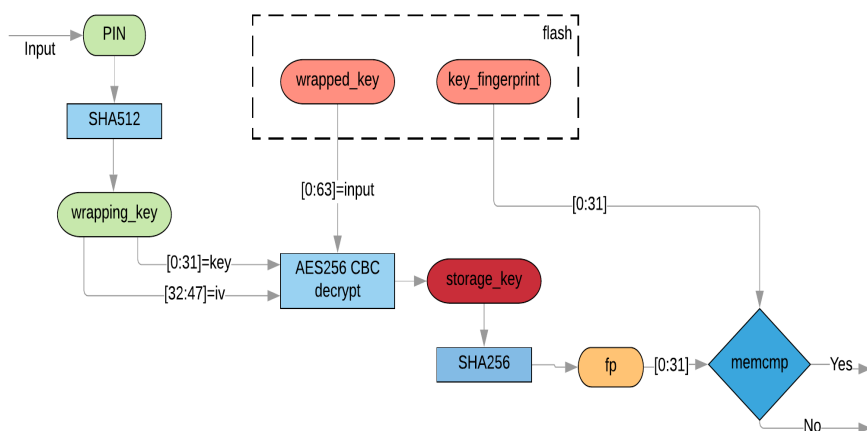 Input
PIN
flash
wrapped_key
key_fingerprint
SHA512
[0:63]=input
wrapping_key
[0:31]
[0:31]=key
[32:47]=iv
AES256 CBC
decrypt
storage_key
SHA256
fp
[0:31]
memcmp
Yes
No